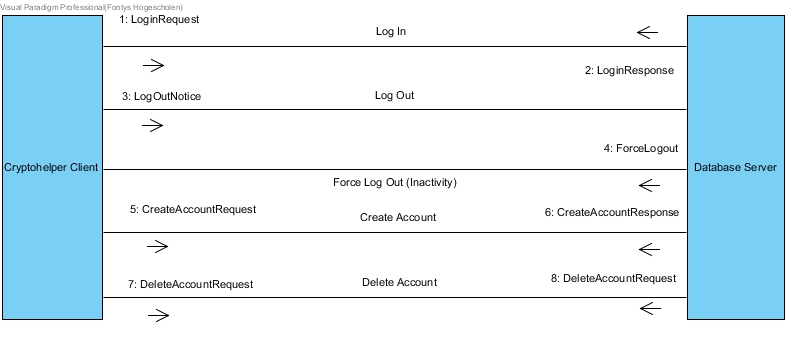 Visual Paradigm Professional(Fontys Hogescholen)
1: LoginRequest
Log In
2: LoginResponse
3: LogOutNotice
Log Out
4: ForceLogout
Cryptohelper Client
Database Server
Force Log Out (Inactivity)
5: CreateAccountRequest
Create Account
6: CreateAccountResponse
7: DeleteAccountRequest
Delete Account
8: DeleteAccountRequest